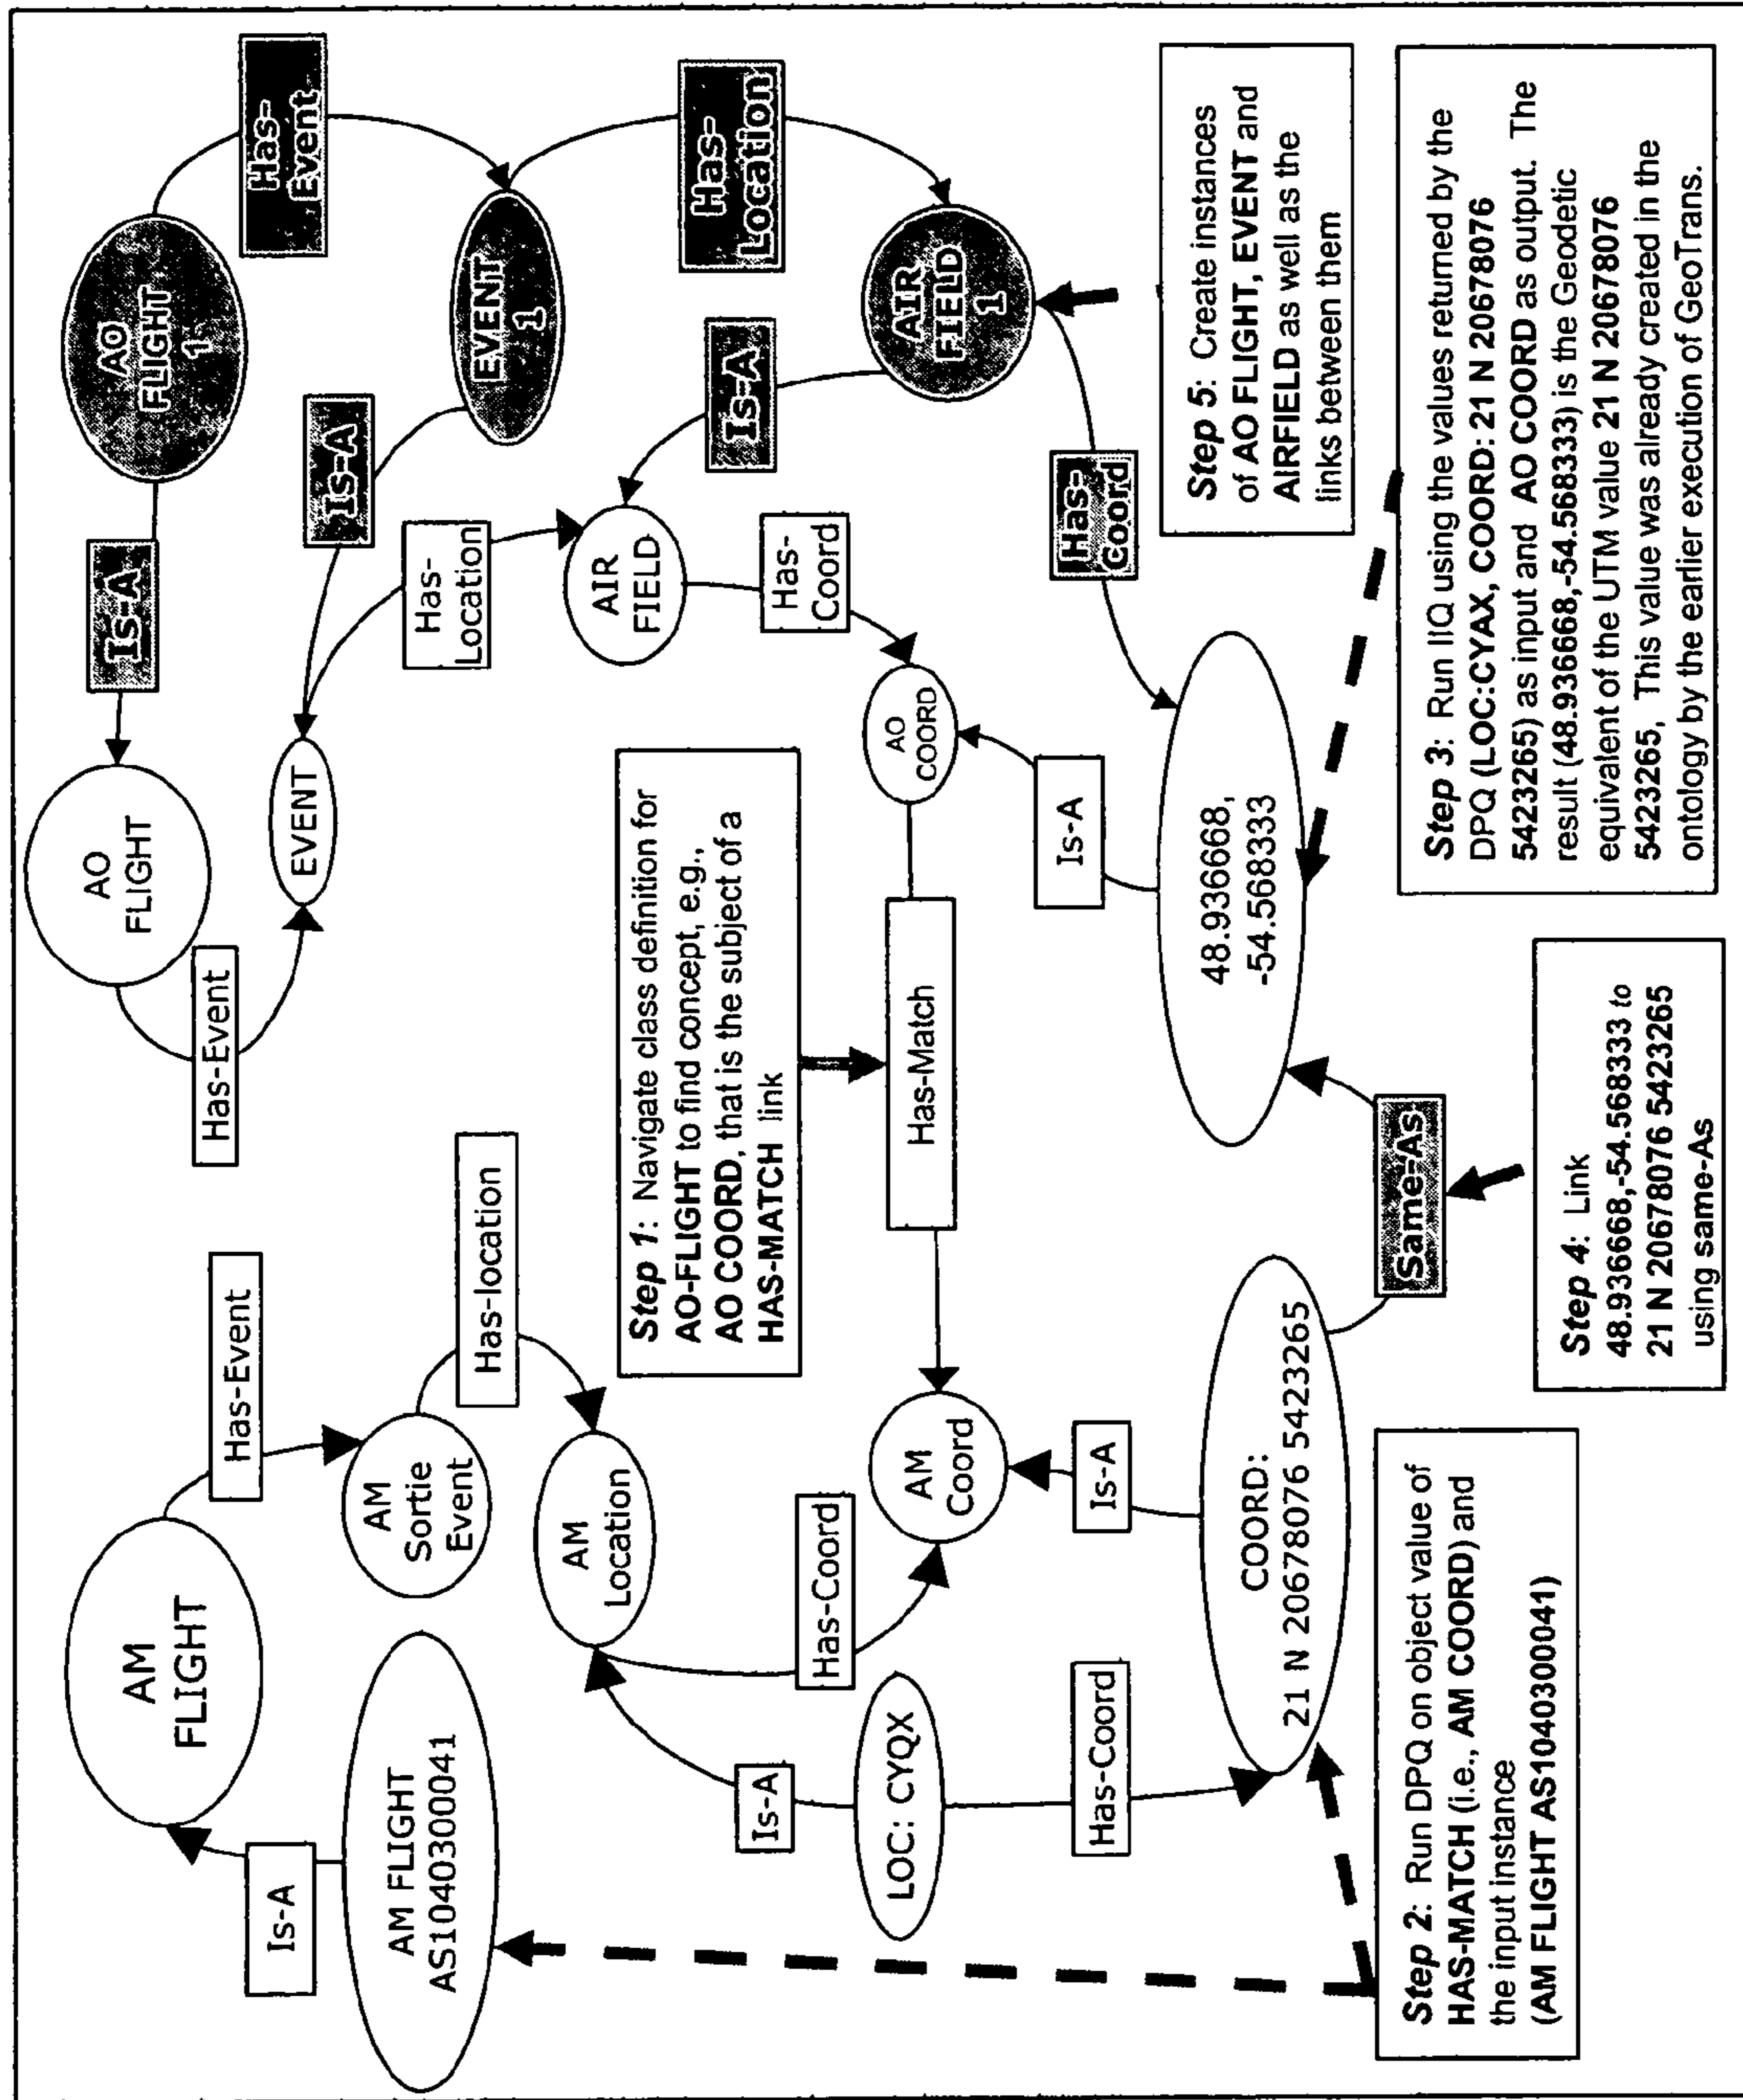 AM
FLIGHT
Has-Event
AM
Sortie
Event
Has-location
AM
Location
Is-A
AM FLIGHT
AS1040300041
Has-Coord
AM
Coord
Is-A
LOC: CYQX
Has-Coord
Is-A
COORD:
21 N 20678076 5423265
AO
FLIGHT
Has-Event
EVENT
Is-A
AO
FLIGHT
1
Has-
Event
Is-A
EVENT
1
Has-
Location
AIR
FIELD
Is-A
Has-
Location
AIR
FIELD
1
Has-
Coord
AO
COORD
Has-Match
Is-A
48.936668,
-54.568333
Has-
Coord
Same-As
Step 1: Navigate class definition for
AO-FLIGHT to find concept, e.g.,
AO COORD, that is the subject of a
HAS-MATCH link
Step 2: Run DPQ on object value of
HAS-MATCH (i.e., AM COORD) and
the input instance
(AM FLIGHT AS10403000041)
Step 4: Link
48.936668,-54.568333 to
21 N 20678076 5423265
using same-As
Step 3: Run IIQ using the values returned by the
DPQ (LOC:CYAX, COORD: 21 N 20678076
5423265) as input and AO COORD as output. The
result (48.936668,-54.568333) is the Geodetic
equivalent of the UTM value 21 N 20678076
5423265, This value was already created in the
ontology by the earlier execution of GeoTrans.
Step 5: Create instances
of AO FLIGHT, EVENT and
AIRFIELD as well as the
links between them